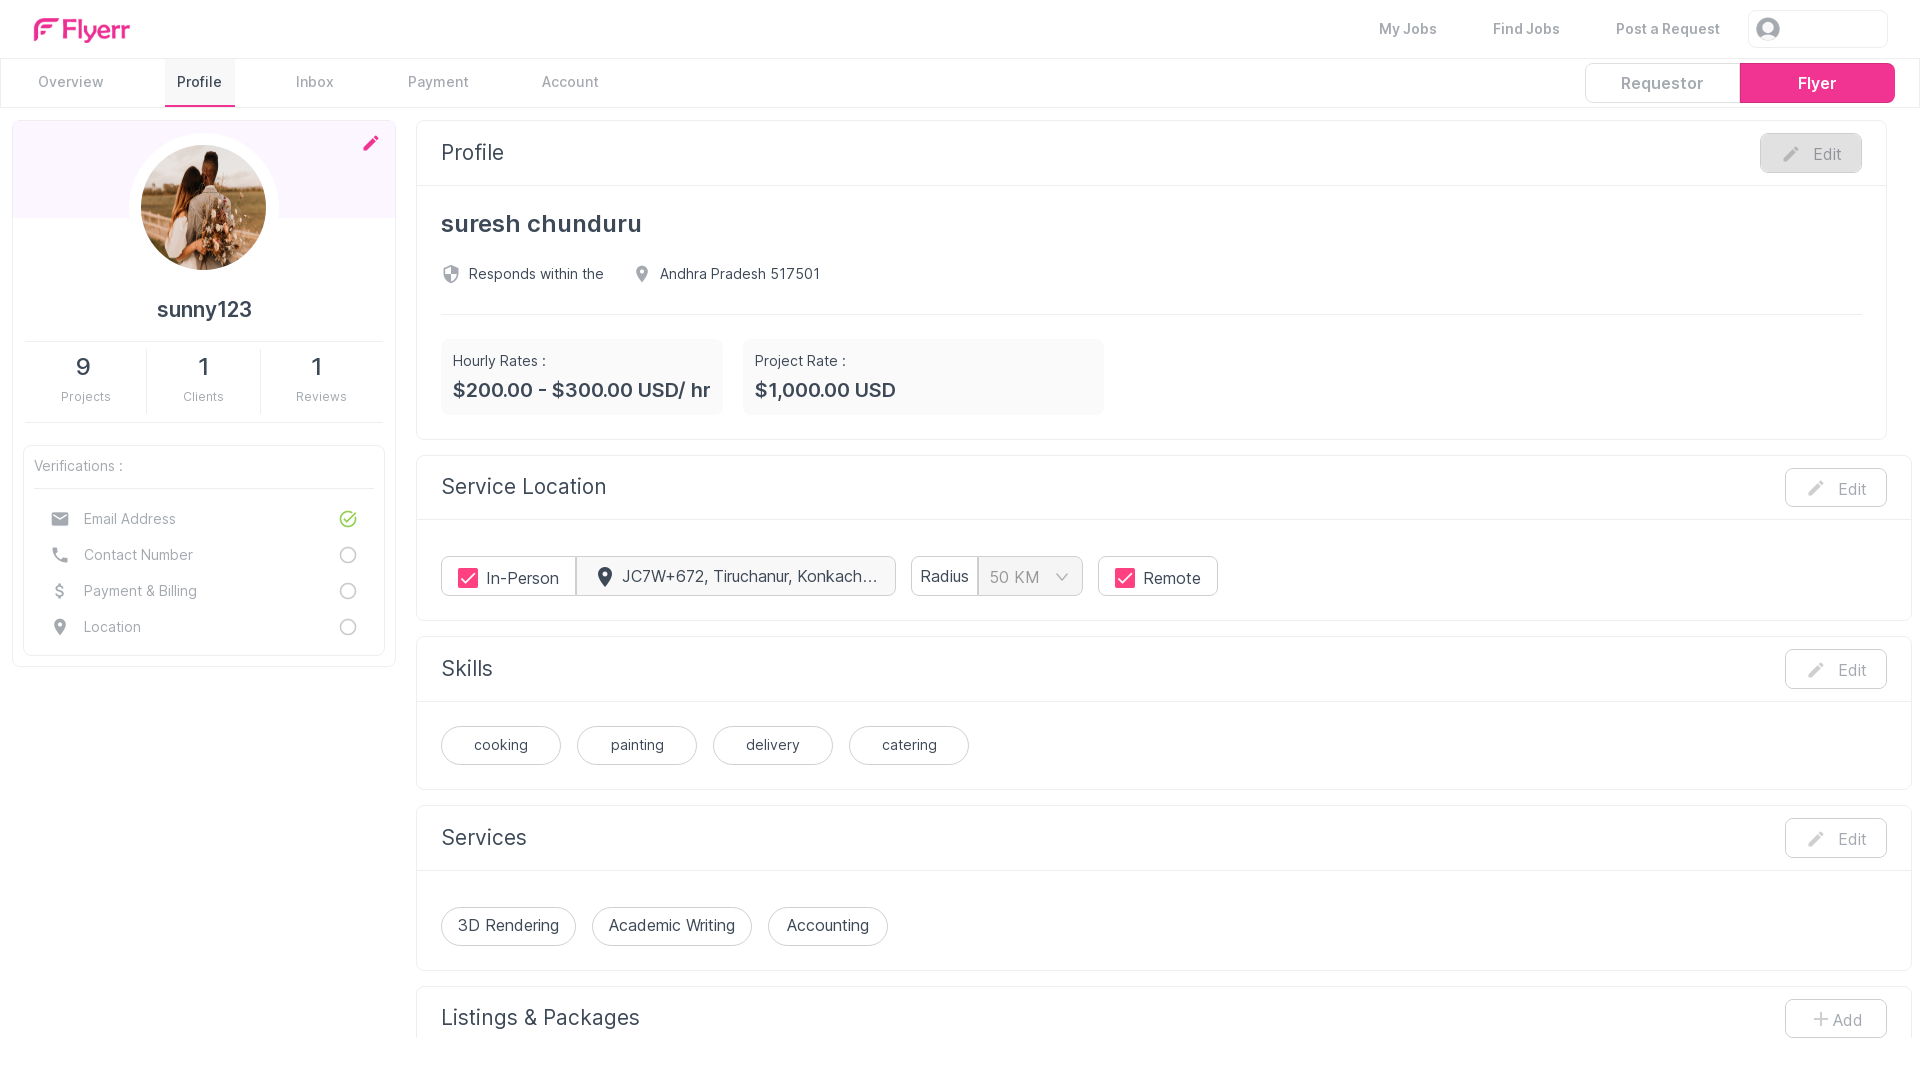 Flyerr
My Jobs
Find Jobs
Post a Request
Overview
Profile
Inbox
Payment
Account
Requestor
Flyer
sunny123
9
Projects
1
Clients
1
Reviews
Verifications :
Email Address
Contact Number
Payment & Billing
Location
Profile
Edit
suresh chunduru
Responds within the
Andhra Pradesh 517501
Hourly Rates :
$200.00 - $300.00 USD/ hr
Project Rate :
$1,000.00 USD
Service Location
Edit
In-Person
JC7W+672, Tiruchanur, Konkach...
Radius
50 KM
Remote
Skills
Edit
cooking
painting
delivery
catering
Services
Edit
3D Rendering
Academic Writing
Accounting
Listings & Packages
Add